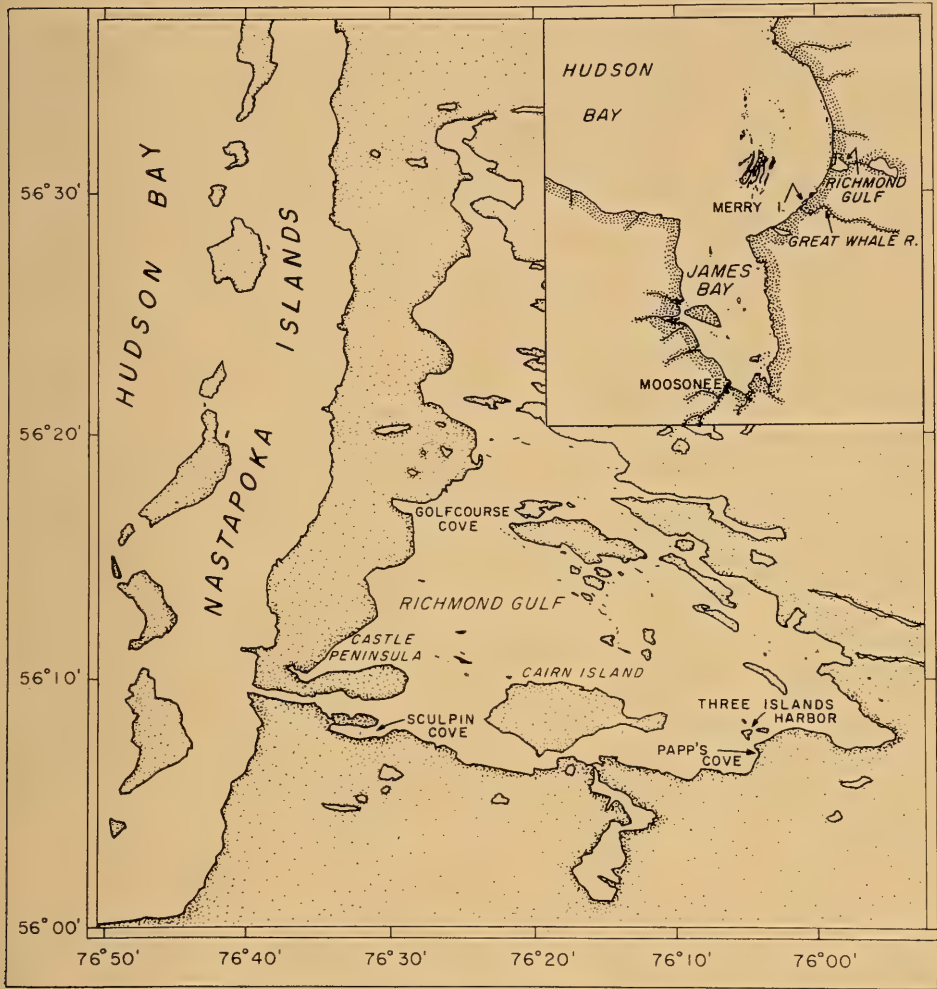 HUDSON BAY
NASTAPOKA ISLANDS
HUDSON
BAY
MERRY I.
RICHMOND
GULF
GREAT WHALE R.
JAMES
BAY
MOOSONEE
56° 30'
56° 20'
56° 10'
56° 00'
GOLFCOURSE
COVE
RICHMOND GULF
CASTLE
PENINSULA
CAIRN ISLAND
SCULPIN
COVE
THREE ISLANDS
HARBOR
PAPP'S
COVE
76° 50'
76° 40'
76° 30'
76° 20'
76° 10'
76° 00'